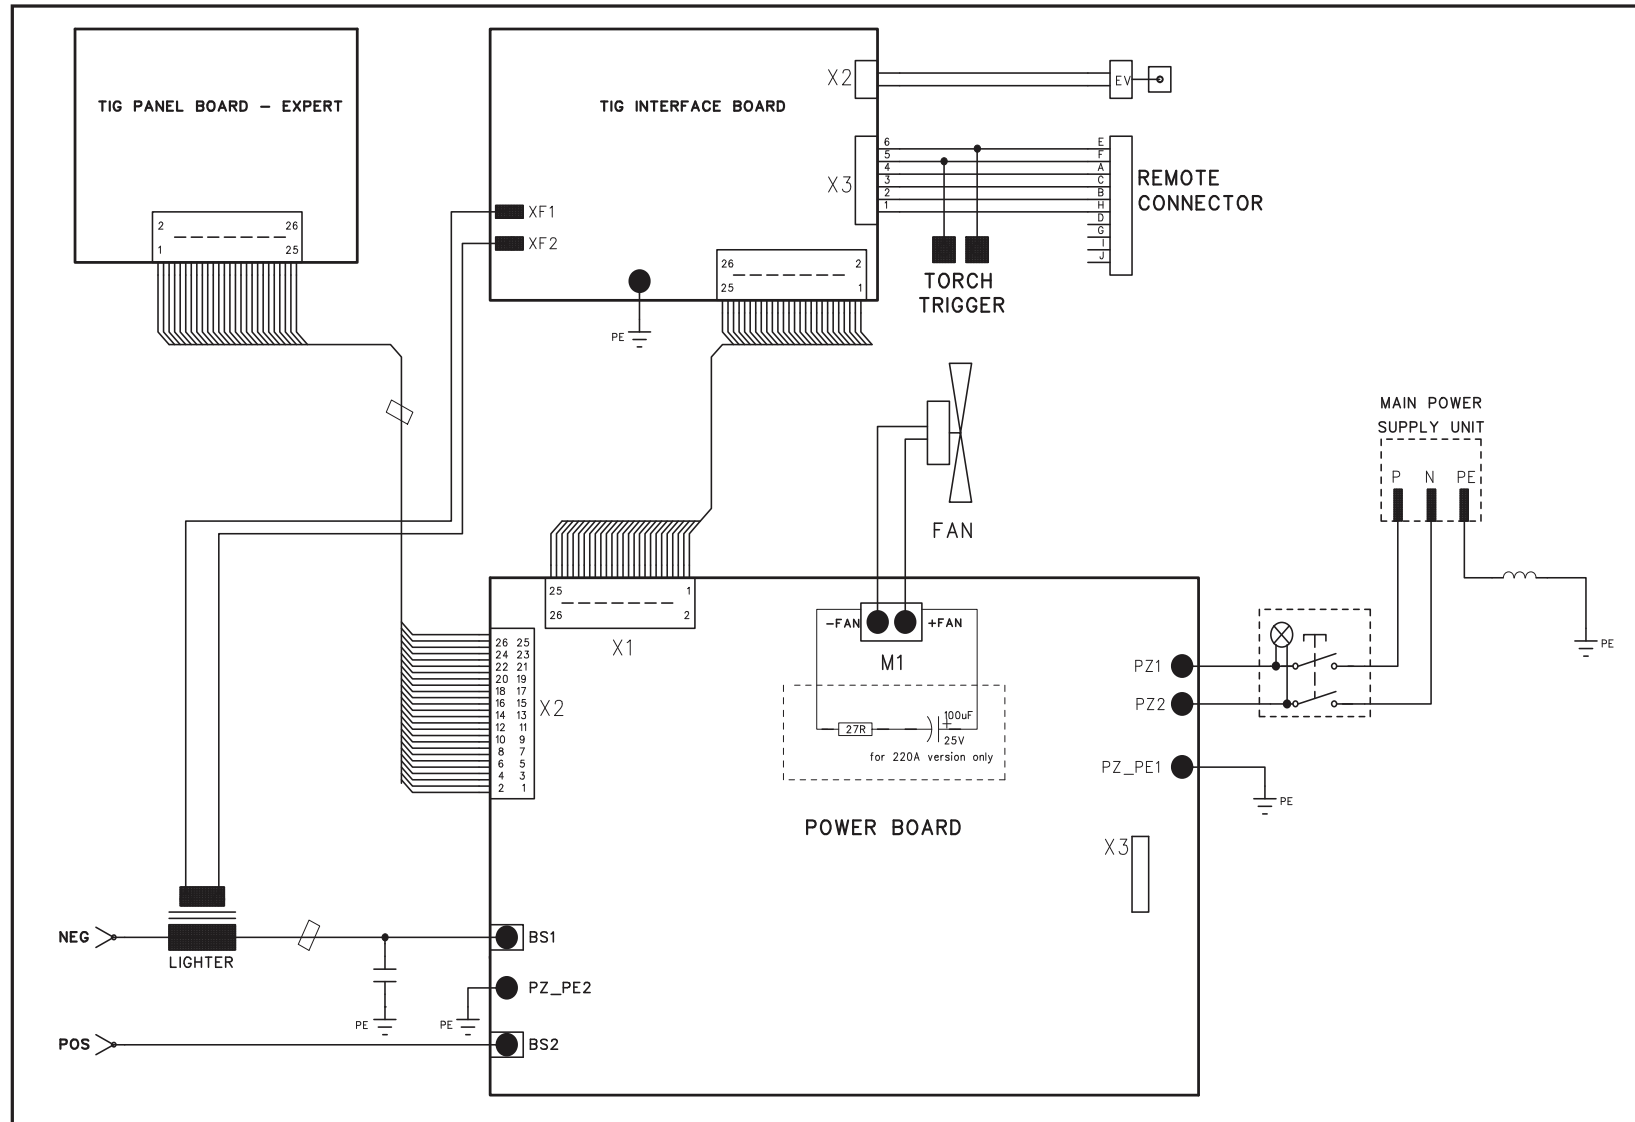 TIG PANEL BOARD - EXPERT
2 26
1 25
TIG INTERFACE BOARD
X2
EV
X3
6 E
5 F
4 A
3 C
2 B
1 H
D
G
I
J
REMOTE
CONNECTOR
XF1
XF2
26 2
25 1
PE
TORCH
TRIGGER
FAN
MAIN POWER
SUPPLY UNIT
P N PE
PE
25 1
26 2
X1
-FAN +FAN
M1
26 25
24 23
22 21
20 19
18 17
16 15
14 13
12 11
10 9
8 7
6 5
4 3
2 1
X2
27R
100uF
+
25V
for 220A version only
POWER BOARD
PZ1
PZ2
PZ_PE1
PE
X3
NEG
LIGHTER
BS1
PZ_PE2
PE
PE
POS
BS2